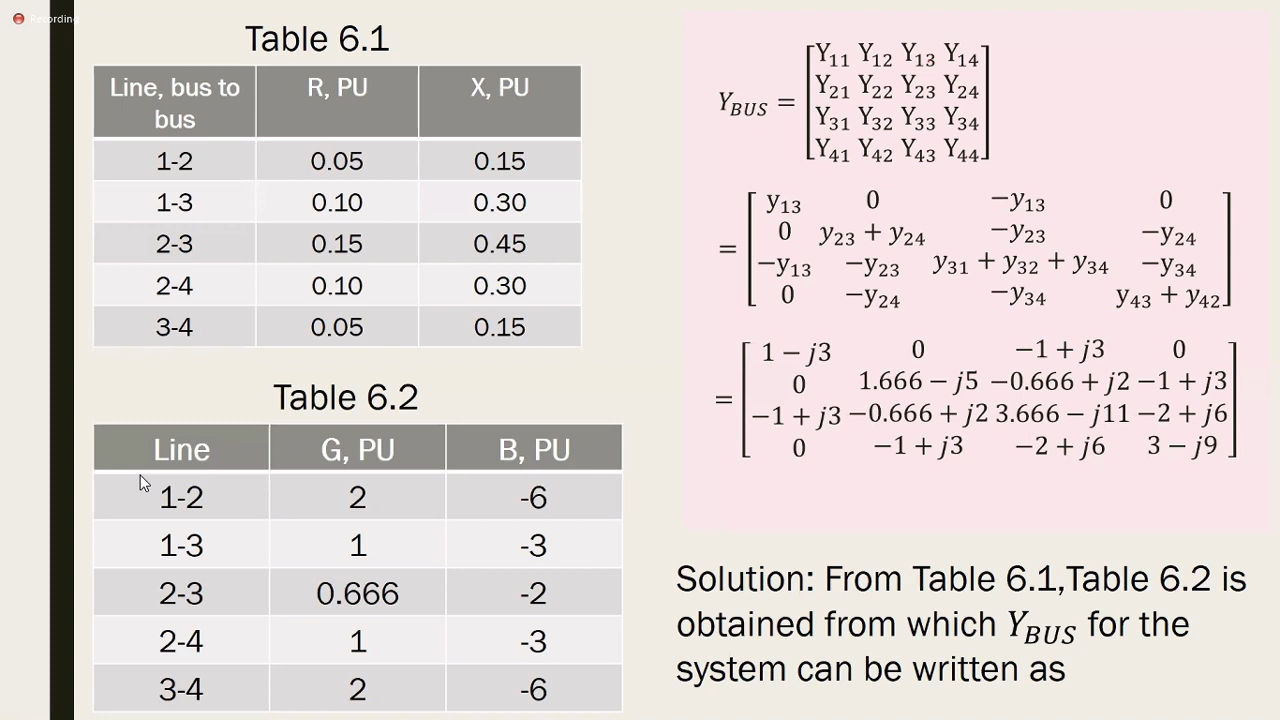 Recording
Table 6.1
Line, bus to bus R, PU X, PU
1-2 0.05 0.15
1-3 0.10 0.30
2-3 0.15 0.45
2-4 0.10 0.30
3-4 0.05 0.15
Table 6.2
Line G, PU B, PU
1-2 2 -6
1-3 1 -3
2-3 0.666 -2
2-4 1 -3
3-4 2 -6
Y₁₁ Y₁₂ Y₁₃ Y₁₄
Y_BUS = Y₂₁ Y₂₂ Y₂₃ Y₂₄
Y₃₁ Y₃₂ Y₃₃ Y₃₄
Y₄₁ Y₄₂ Y₄₃ Y₄₄
y₁₃ 0 −y₁₃ 0
= 0 y₂₃ + y₂₄ −y₂₃ −y₂₄
−y₁₃ −y₂₃ y₃₁ + y₃₂ + y₃₄ −y₃₄
0 −y₂₄ −y₃₄ y₄₃ + y₄₂
1 − j3 0 −1 + j3 0
= 0 1.666 − j5 −0.666 + j2 −1 + j3
−1 + j3 −0.666 + j2 3.666 − j11 −2 + j6
0 −1 + j3 −2 + j6 3 − j9
Solution: From Table 6.1,Table 6.2 is
obtained from which Y_BUS for the
system can be written as